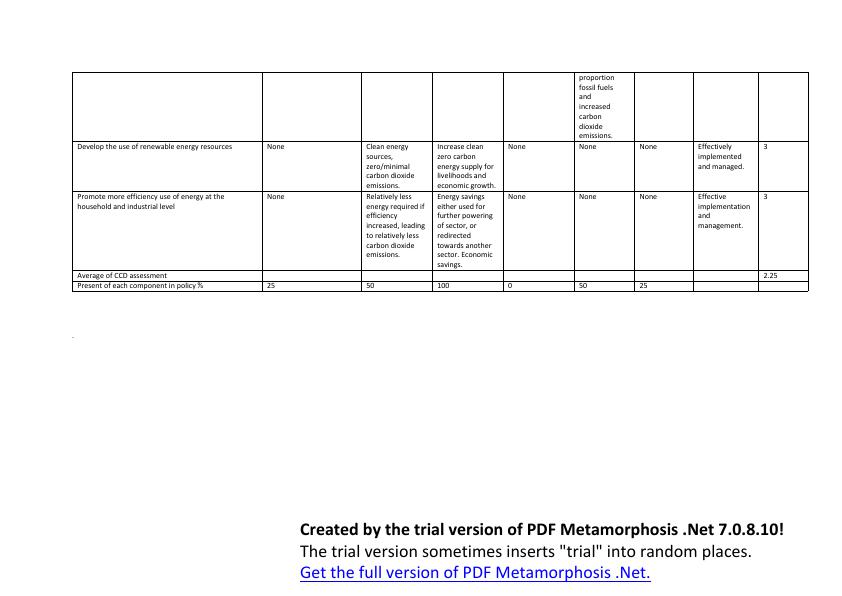 proportion
fossil fuels
and
increased
carbon
dioxide
emissions.
Develop the use of renewable energy resources
None
Clean energy
sources,
zero/minimal
carbon dioxide
emissions.
Increase clean
zero carbon
energy supply for
livelihoods and
economic growth.
None
None
None
Effectively
implemented
and managed.
3
Promote more efficiency use of energy at the
household and industrial level
None
Relatively less
energy required if
efficiency
increased, leading
to relatively less
carbon dioxide
emissions.
Energy savings
either used for
further powering
of sector, or
redirected
towards another
sector. Economic
savings.
None
None
None
Effective
implementation
and
management.
3
Average of CCD assessment
2.25
Present of each component in policy %
25
50
100
0
50
25
.
Created by the trial version of PDF Metamorphosis .Net 7.0.8.10!
The trial version sometimes inserts "trial" into random places.
Get the full version of PDF Metamorphosis .Net.